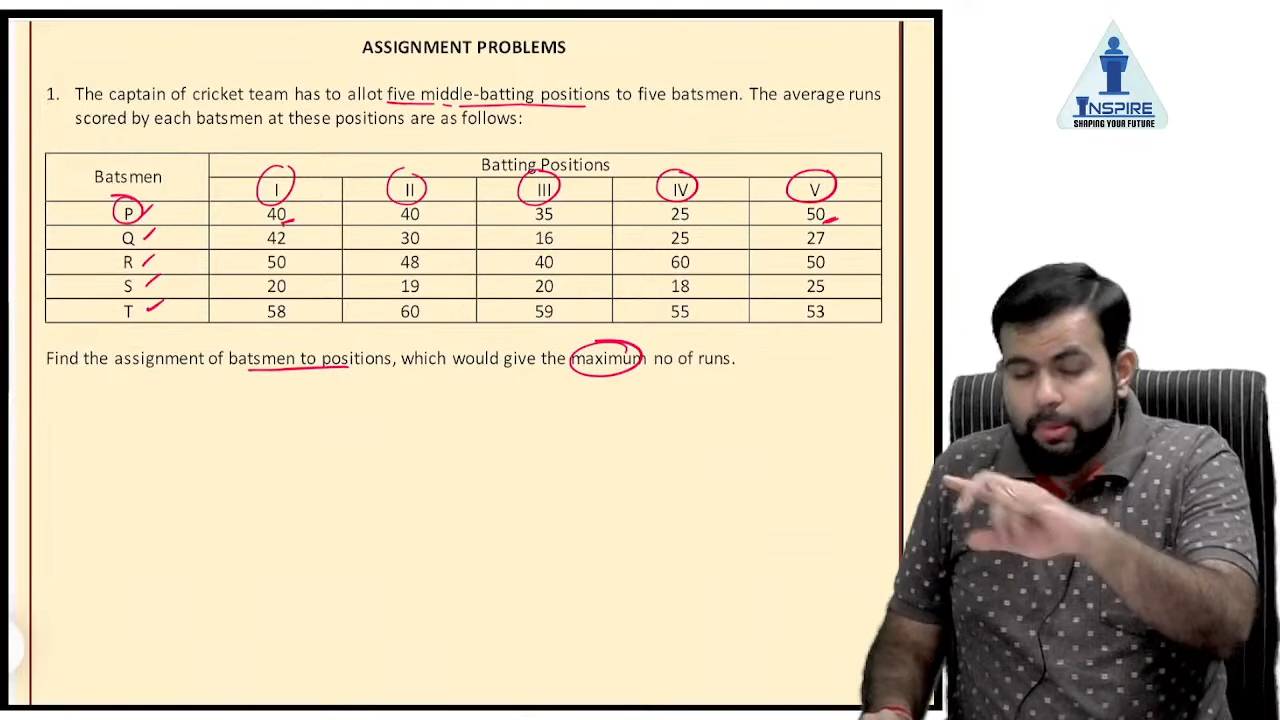 ASSIGNMENT PROBLEMS
1. The captain of cricket team has to allot five middle-batting positions to five batsmen. The average runs
scored by each batsmen at these positions are as follows:
Batsmen Batting Positions
I II III IV V
P 40 40 35 25 50
Q 42 30 16 25 27
R 50 48 40 60 50
S 20 19 20 18 25
T 58 60 59 55 53
Find the assignment of batsmen to positions, which would give the maximum no of runs.
INSPIRE
SHAPING YOUR FUTURE